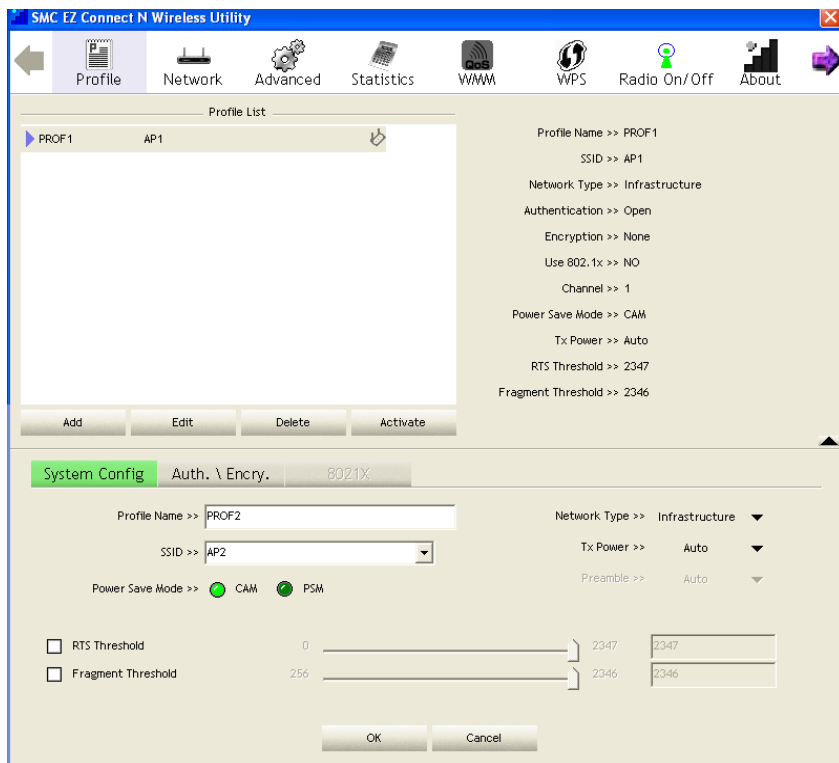 SMC EZ Connect N Wireless Utility
Profile Network Advanced Statistics QoS WMM WPS Radio On/Off About
Profile List
PROF1 AP1
Profile Name >> PROF1
SSID >> AP1
Network Type >> Infrastructure
Authentication >> Open
Encryption >> None
Use 802.1x >> NO
Channel >> 1
Power Save Mode >> CAM
Tx Power >> Auto
RTS Threshold >> 2347
Fragment Threshold >> 2346
Add Edit Delete Activate
System Config Auth. \ Encry. 8021X
Profile Name >> PROF2 Network Type >> Infrastructure
SSID >> AP2 Tx Power >> Auto
Power Save Mode >> CAM PSM Preamble >> Auto
RTS Threshold 0 2347 2347
Fragment Threshold 256 2346 2346
OK Cancel